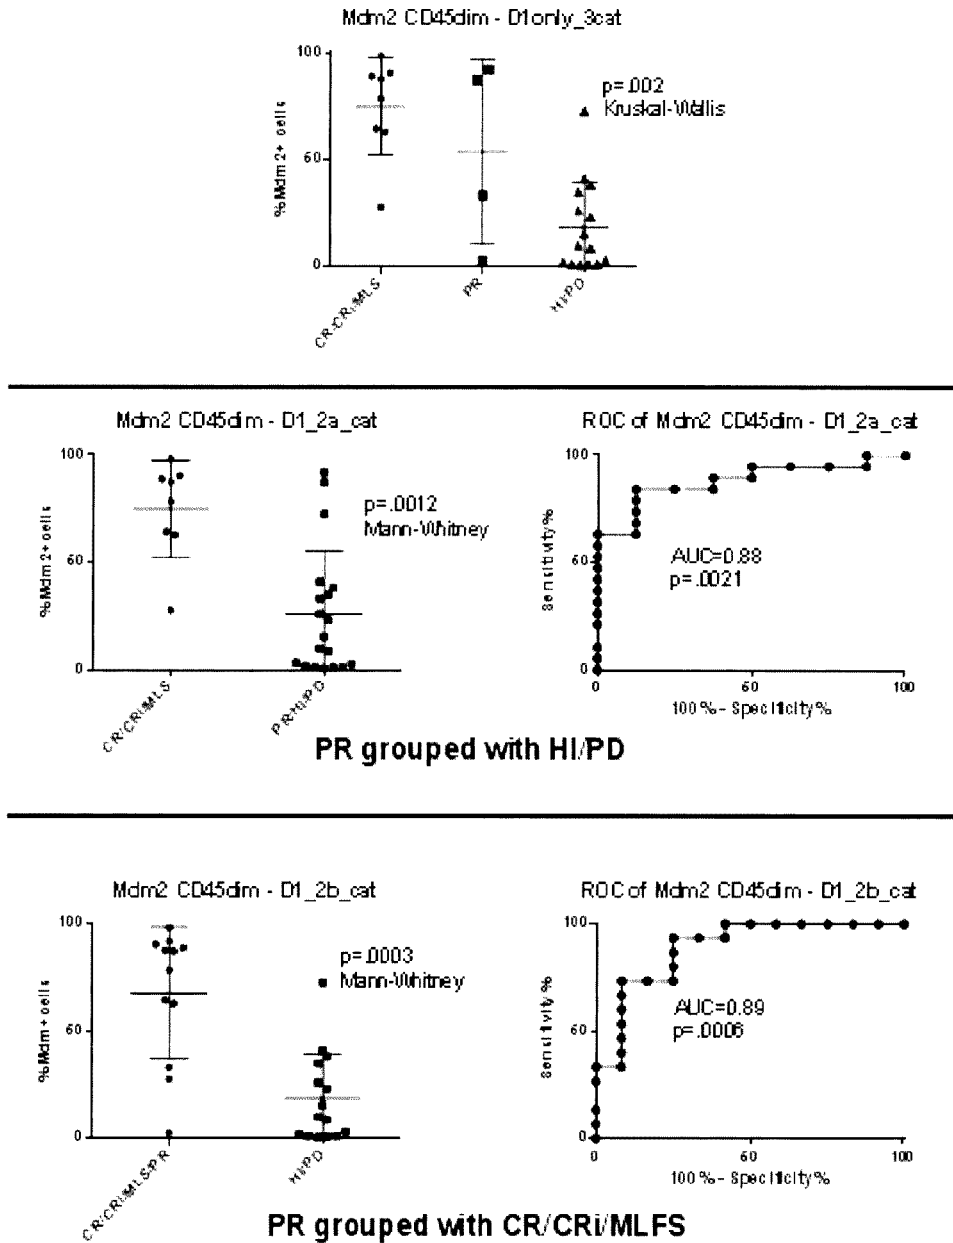 Mdm2 CD45dim - D1only_3cat
100
60
0
%Mdm2+ cells
p=.002
Kruskal-Wallis
CR/CRi/MLS
PR
HI/PD
Mdm2 CD45dim - D1_2a_cat
100
60
0
%Mdm2+ cells
p=.0012
Mann-Whitney
CR/CRi/MLS
PR/HI/PD
ROC of Mdm2 CD45dim - D1_2a_cat
100
60
0
Sensitivity%
AUC=0.88
p=.0021
0 60 100
100% - Specificity%
PR grouped with HI/PD
Mdm2 CD45dim - D1_2b_cat
100
60
0
%Mdm+ cells
p=.0003
Mann-Whitney
CR/CRi/MLS/PR
HI/PD
ROC of Mdm2 CD45dim - D1_2b_cat
100
60
0
Sensitivity%
AUC=0.89
p=.0006
0 60 100
100% - Specificity%
PR grouped with CR/CRi/MLFS